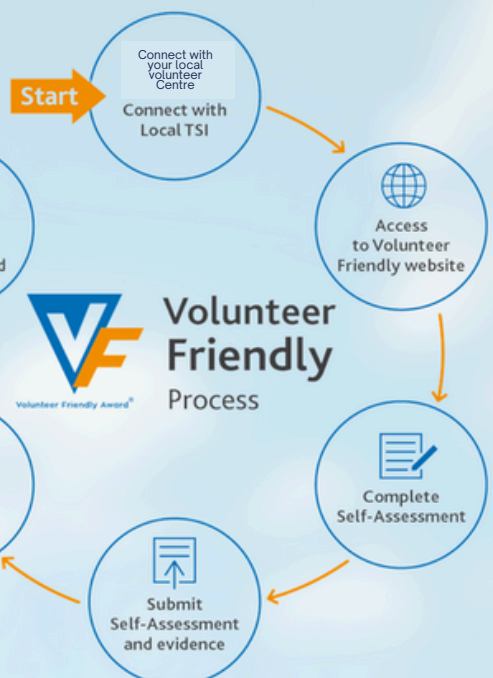 Start
Connect with
your local
volunteer
Centre
Connect with
Local TSI
Access
to Volunteer
Friendly website
d
VF
Volunteer Friendly Award®
Volunteer
Friendly
Process
Complete
Self-Assessment
Submit
Self-Assessment
and evidence